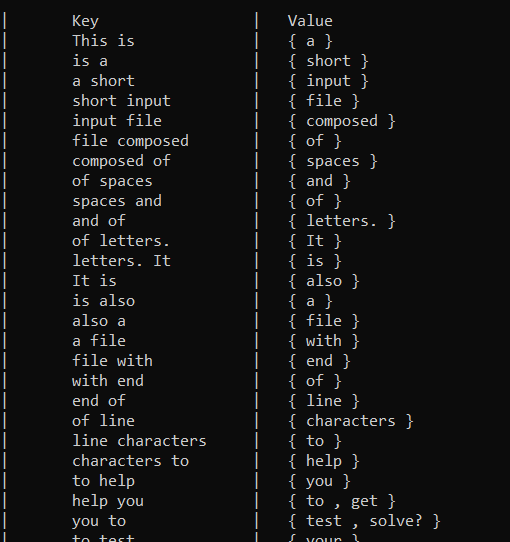 | Key | Value
| This is | { a }
| is a | { short }
| a short | { input }
| short input | { file }
| input file | { composed }
| file composed | { of }
| composed of | { spaces }
| of spaces | { and }
| spaces and | { of }
| and of | { letters. }
| of letters. | { It }
| letters. It | { is }
| It is | { also }
| is also | { a }
| also a | { file }
| a file | { with }
| file with | { end }
| with end | { of }
| end of | { line }
| of line | { characters }
| line characters | { to }
| characters to | { help }
| to help | { you }
| help you | { to , get }
| you to | { test , solve? }
| to test | { your }